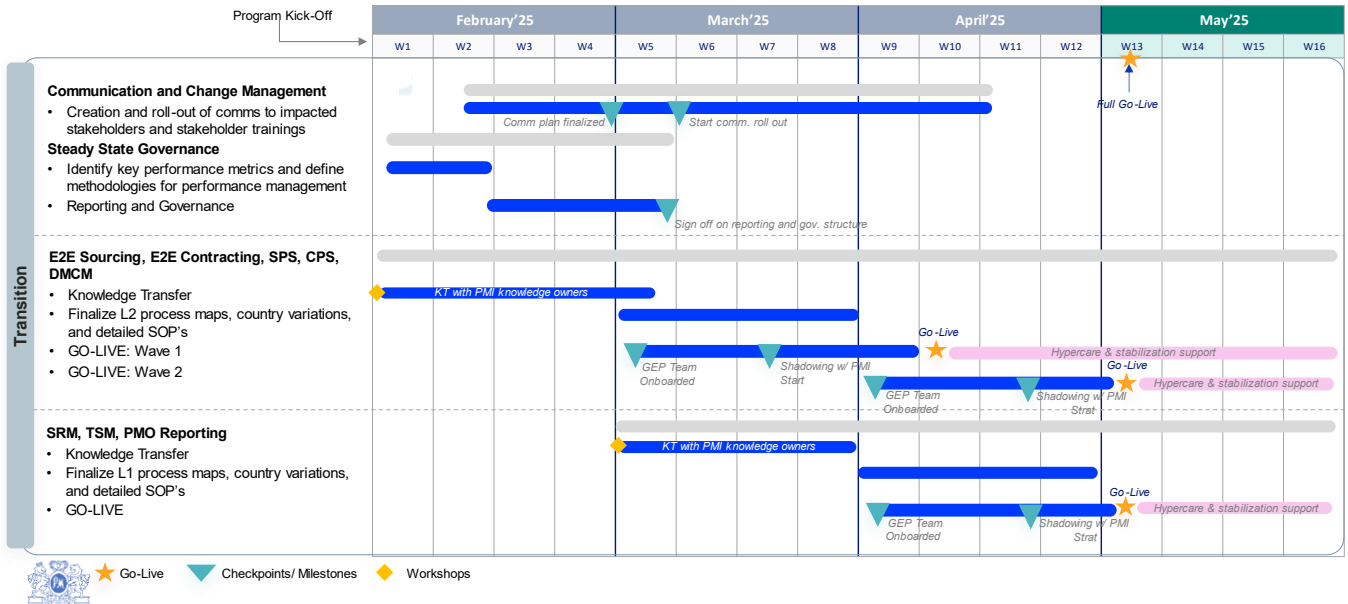 Program Kick-Off
February’25
March’25
April’25
May’25
W1
W2
W3
W4
W5
W6
W7
W8
W9
W10
W11
W12
W13
W14
W15
W16
Full Go-Live
Transition
Communication and Change Management
• Creation and roll-out of comms to impacted
stakeholders and stakeholder trainings
Comm plan finalized
Start comm. roll out
Steady State Governance
• Identify key performance metrics and define
methodologies for performance management
• Reporting and Governance
Sign off on reporting and gov. structure
E2E Sourcing, E2E Contracting, SPS, CPS,
DMCM
• Knowledge Transfer
KT with PMI knowledge owners
• Finalize L2 process maps, country variations,
and detailed SOP’s
• GO-LIVE: Wave 1
GEP Team
Onboarded
Shadowing w/ PMI
Start
Go-Live
Hypercare & stabilization support
• GO-LIVE: Wave 2
GEP Team
Onboarded
Shadowing w/ PMI
Strat
Go-Live
Hypercare & stabilization support
SRM, TSM, PMO Reporting
• Knowledge Transfer
KT with PMI knowledge owners
• Finalize L1 process maps, country variations,
and detailed SOP’s
• GO-LIVE
GEP Team
Onboarded
Shadowing w/ PMI
Strat
Go-Live
Hypercare & stabilization support
Go-Live
Checkpoints/ Milestones
Workshops